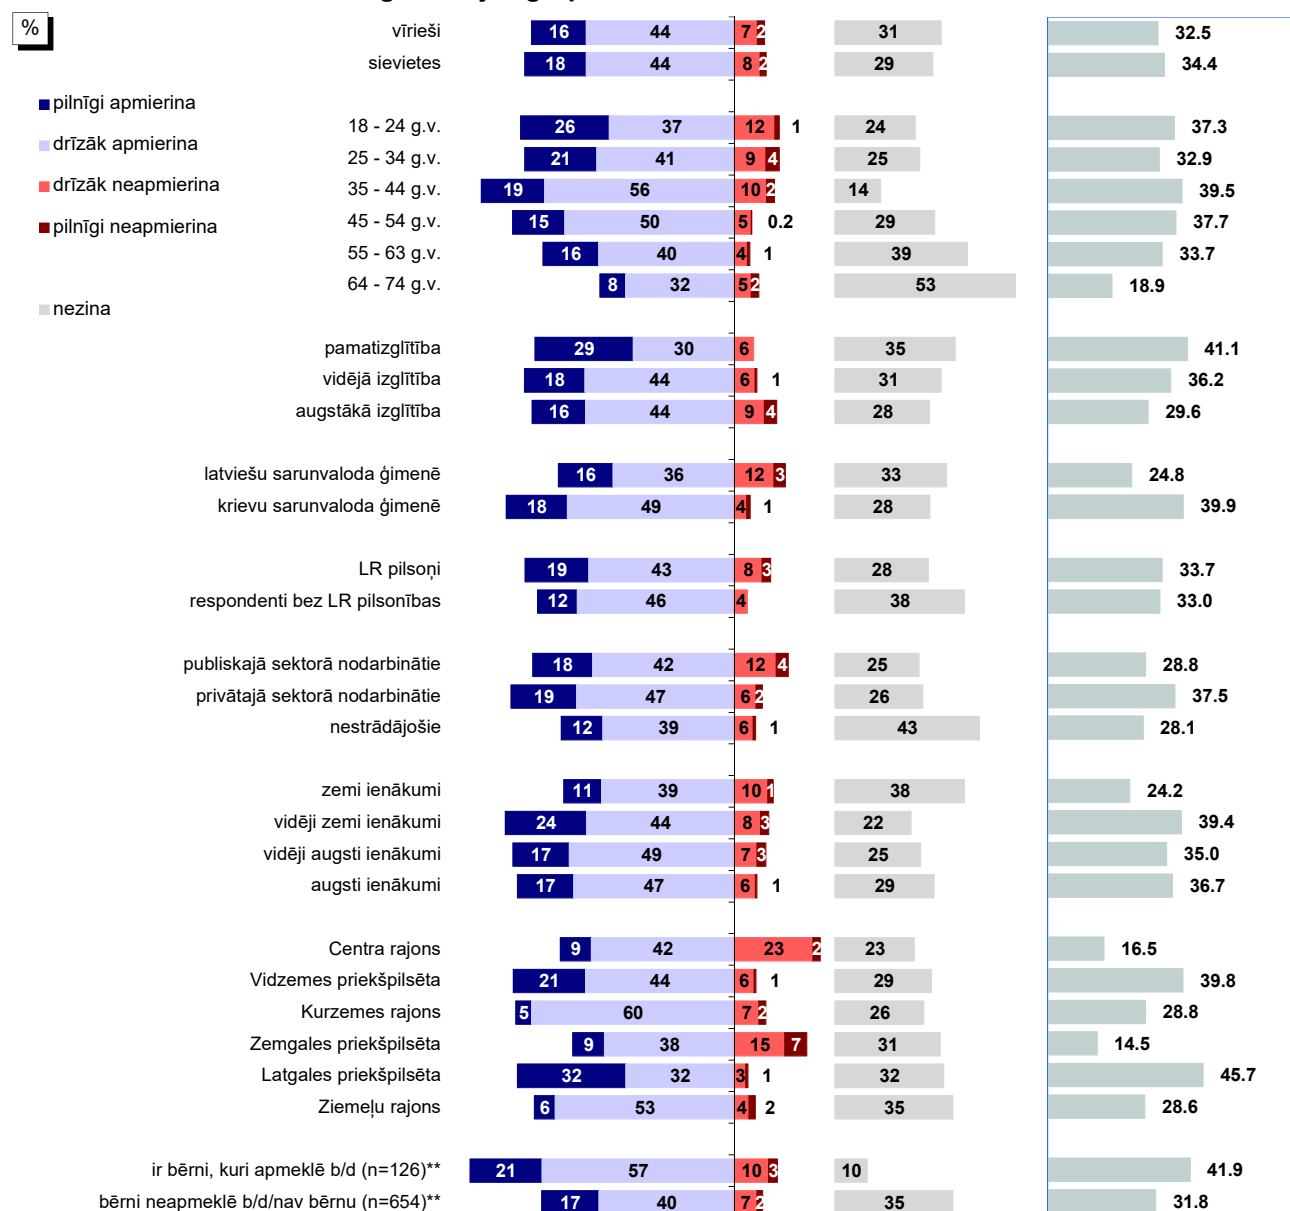 %
pilnīgi apmierina
drīzāk apmierina
drīzāk neapmierina
pilnīgi neapmierina
nezina
vīrieši 16 44 7 2 31 32.5
sievietes 18 44 8 2 29 34.4
18 - 24 g.v. 26 37 12 1 24 37.3
25 - 34 g.v. 21 41 9 4 25 32.9
35 - 44 g.v. 19 56 10 2 14 39.5
45 - 54 g.v. 15 50 5 0.2 29 37.7
55 - 63 g.v. 16 40 4 1 39 33.7
64 - 74 g.v. 8 32 5 2 53 18.9
pamatizglītība 29 30 6 35 41.1
vidējā izglītība 18 44 6 1 31 36.2
augstākā izglītība 16 44 9 4 28 29.6
latviešu sarunvaloda ģimenē 16 36 12 3 33 24.8
krievu sarunvaloda ģimenē 18 49 4 1 28 39.9
LR pilsoņi 19 43 8 3 28 33.7
respondenti bez LR pilsonības 12 46 4 38 33.0
publiskajā sektorā nodarbinātie 18 42 12 4 25 28.8
privātajā sektorā nodarbinātie 19 47 6 2 26 37.5
nestrādājošie 12 39 6 1 43 28.1
zemi ienākumi 11 39 10 1 38 24.2
vidēji zemi ienākumi 24 44 8 3 22 39.4
vidēji augsti ienākumi 17 49 7 3 25 35.0
augsti ienākumi 17 47 6 1 29 36.7
Centra rajons 9 42 23 2 23 16.5
Vidzemes priekšpilsēta 21 44 6 1 29 39.8
Kurzemes rajons 5 60 7 2 26 28.8
Zemgales priekšpilsēta 9 38 15 7 31 14.5
Latgales priekšpilsēta 32 32 3 1 32 45.7
Ziemeļu rajons 6 53 4 2 35 28.6
ir bērni, kuri apmeklē b/d (n=126)** 21 57 10 3 10 41.9
bērni neapmeklē b/d/nav bērnu (n=654)** 17 40 7 2 35 31.8